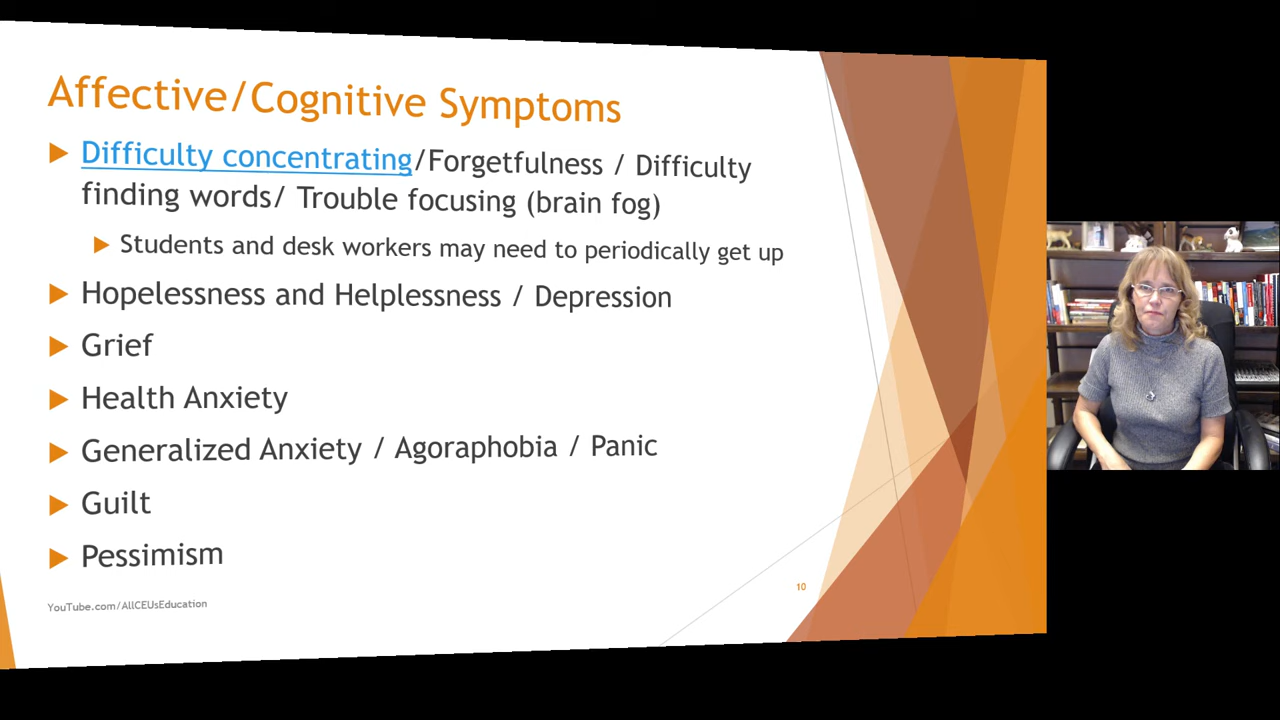 Affective/Cognitive Symptoms
Difficulty concentrating/Forgetfulness / Difficulty
finding words/ Trouble focusing (brain fog)
Students and desk workers may need to periodically get up
Hopelessness and Helplessness / Depression
Grief
Health Anxiety
Generalized Anxiety / Agoraphobia / Panic
Guilt
Pessimism
10
YouTube.com/AllCEUsEducation